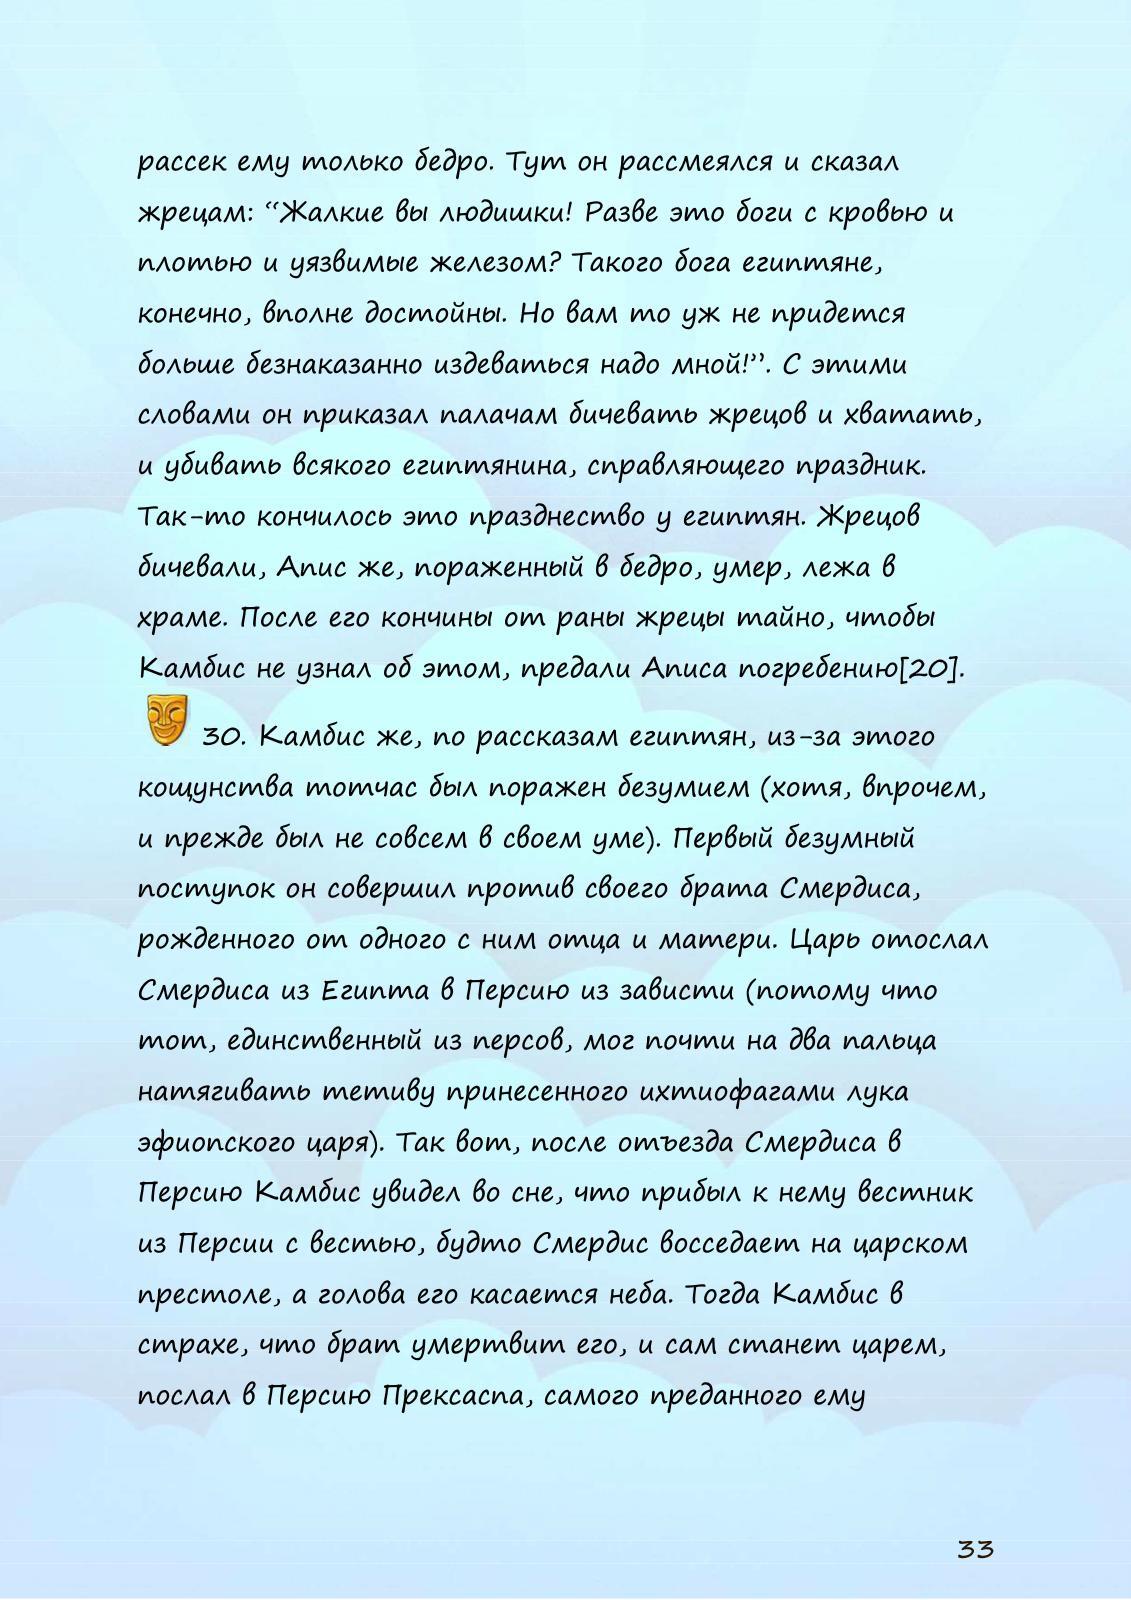 рассек ему только бедро. Тут он рассмеялся и сказал
жрецам: “Жалкие вы людишки! Разве это боги с кровью и
плотью и уязвимые железом? Такого бога египтяне,
конечно, вполне достойны. Но вам то уж не придется
больше безнаказанно издеваться надо мной!”. С этими
словами он приказал палачам бичевать жрецов и хватать,
и убивать всякого египтянина, справляющего праздник.
Так-то кончилось это празднество у египтян. Жрецов
бичевали, Апис же, пораженный в бедро, умер, лежа в
храме. После его кончины от раны жрецы тайно, чтобы
Камбис не узнал об этом, предали Аписа погребению[20].
30. Камбис же, по рассказам египтян, из-за этого
кощунства тотчас был поражен безумием (хотя, впрочем,
и прежде был не совсем в своем уме). Первый безумный
поступок он совершил против своего брата Смердиса,
рожденного от одного с ним отца и матери. Царь отослал
Смердиса из Египта в Персию из зависти (потому что
тот, единственный из персов, мог почти на два пальца
натягивать тетиву принесенного ихтиофагами лука
эфиопского царя). Так вот, после отъезда Смердиса в
Персию Камбис увидел во сне, что прибыл к нему вестник
из Персии с вестью, будто Смердис восседает на царском
престоле, а голова его касается неба. Тогда Камбис в
страхе, что брат умертвит его, и сам станет царем,
послал в Персию Прексаспа, самого преданного ему
33